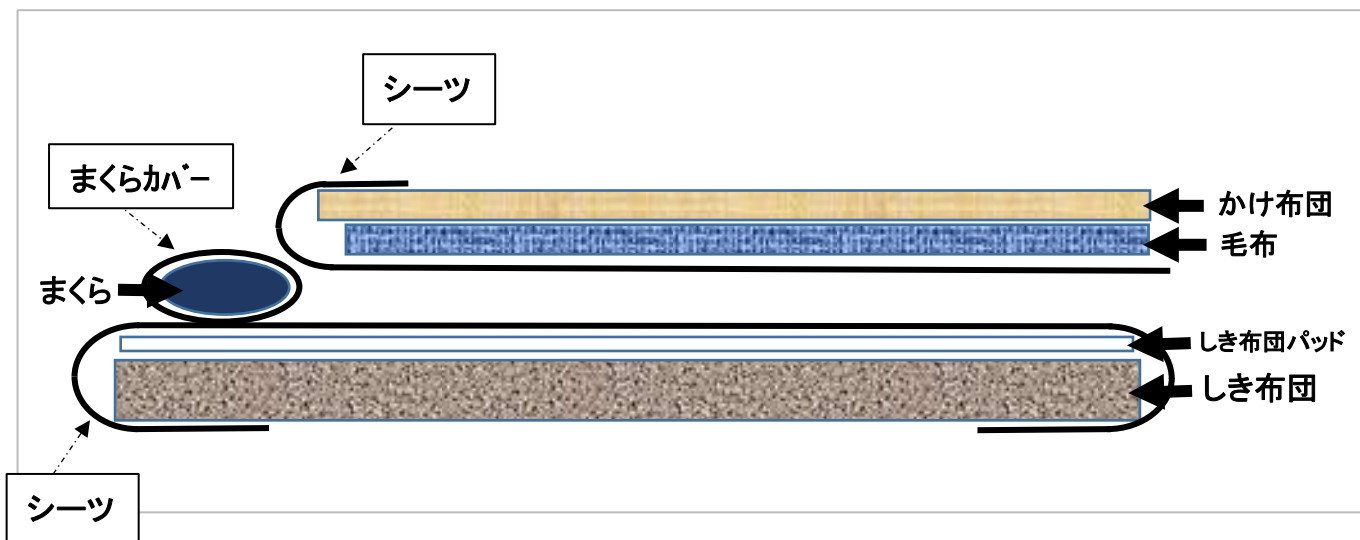 シーツ
まくらｶﾊﾞｰ
かけ布団
毛布
まくら
しき布団パッド
しき布団
シーツ